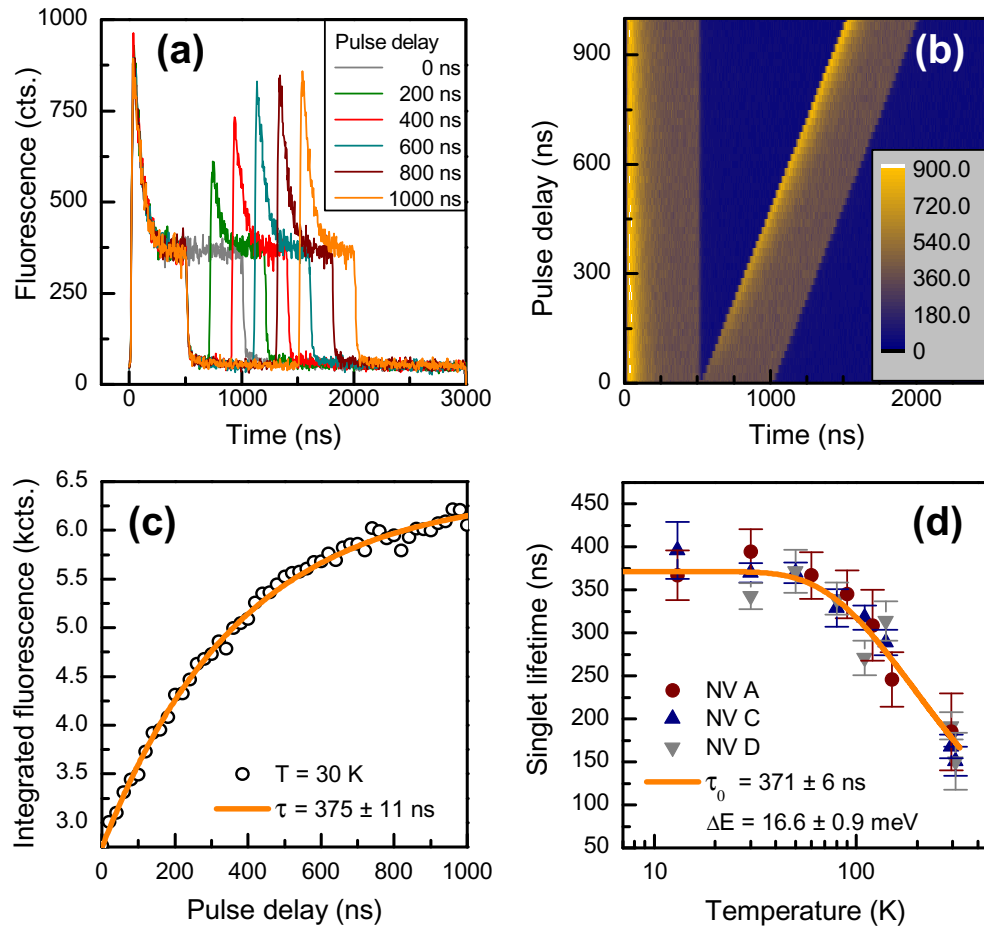 (a)
Fluorescence (cts.)
1000
750
500
250
0
Pulse delay
0 ns
200 ns
400 ns
600 ns
800 ns
1000 ns
0 1000 2000 3000
Time (ns)
(b)
Pulse delay (ns)
900
600
300
0
900.0
720.0
540.0
360.0
180.0
0
0 1000 2000
Time (ns)
(c)
Integrated fluorescence (kcts.)
6.5
6.0
5.5
5.0
4.5
4.0
3.5
3.0
T = 30 K
τ = 375 ± 11 ns
0 200 400 600 800 1000
Pulse delay (ns)
(d)
Singlet lifetime (ns)
450
400
350
300
250
200
150
100
50
NV A
NV C
NV D
τ0 = 371 ± 6 ns
ΔE = 16.6 ± 0.9 meV
10 100
Temperature (K)